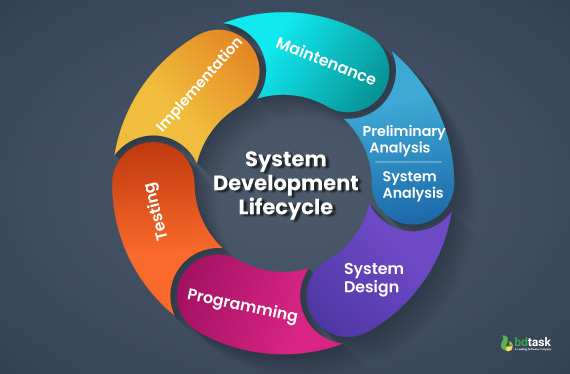 System
Development
Lifecycle
Maintenance
Preliminary
Analysis
System
Analysis
System
Design
Programming
Testing
Implementation
bdtask
A Leading Software Company